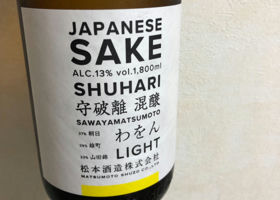 JAPANESE
SAKE
ALC.13% vol.1,800ml
SHUHARI
守破離 混醸
SAWAYAMATSUMOTO
朝日 わをん
雄町
山田錦 LIGHT
松本酒造株式会社
MATSUMOTO SHUZO CO.,LTD